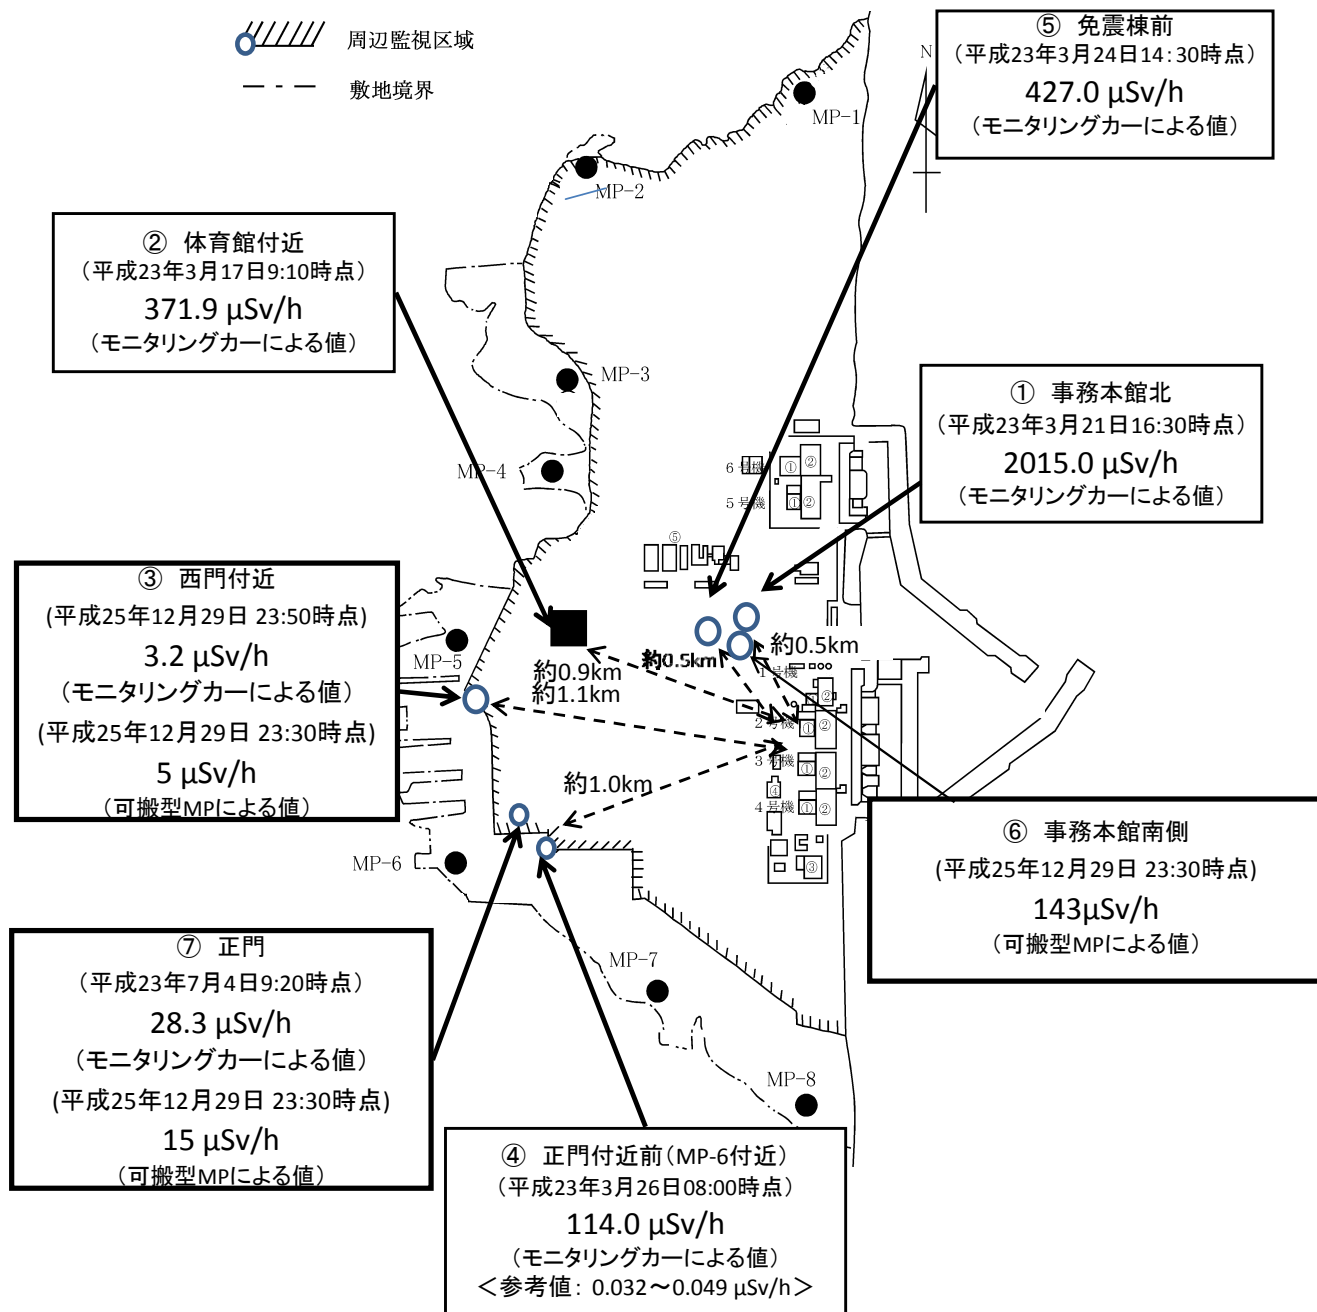 周辺監視区域
敷地境界
⑤ 免震棟前
(平成23年3月24日14:30時点)
427.0 μSv/h
(モニタリングカーによる値)
N
MP-1
MP-2
② 体育館付近
(平成23年3月17日9:10時点)
371.9 μSv/h
(モニタリングカーによる値)
MP-3
① 事務本館北
(平成23年3月21日16:30時点)
2015.0 μSv/h
(モニタリングカーによる値)
MP-4
6号機
① ②
5号機
① ②
⑤
③ 西門付近
(平成25年12月29日 23:50時点)
3.2 μSv/h
(モニタリングカーによる値)
(平成25年12月29日 23:30時点)
5 μSv/h
(可搬型MPによる値)
MP-5
約0.9km
約1.1km
約0.5km
約0.5km
1号機
②
2号機
① ②
3号機
① ②
④
4号機
① ②
③
約1.0km
MP-6
⑥ 事務本館南側
(平成25年12月29日 23:30時点)
143μSv/h
(可搬型MPによる値)
⑦ 正門
(平成23年7月4日9:20時点)
28.3 μSv/h
(モニタリングカーによる値)
(平成25年12月29日 23:30時点)
15 μSv/h
(可搬型MPによる値)
MP-7
MP-8
④ 正門付近前(MP-6付近)
(平成23年3月26日08:00時点)
114.0 μSv/h
(モニタリングカーによる値)
<参考値: 0.032~0.049 μSv/h>